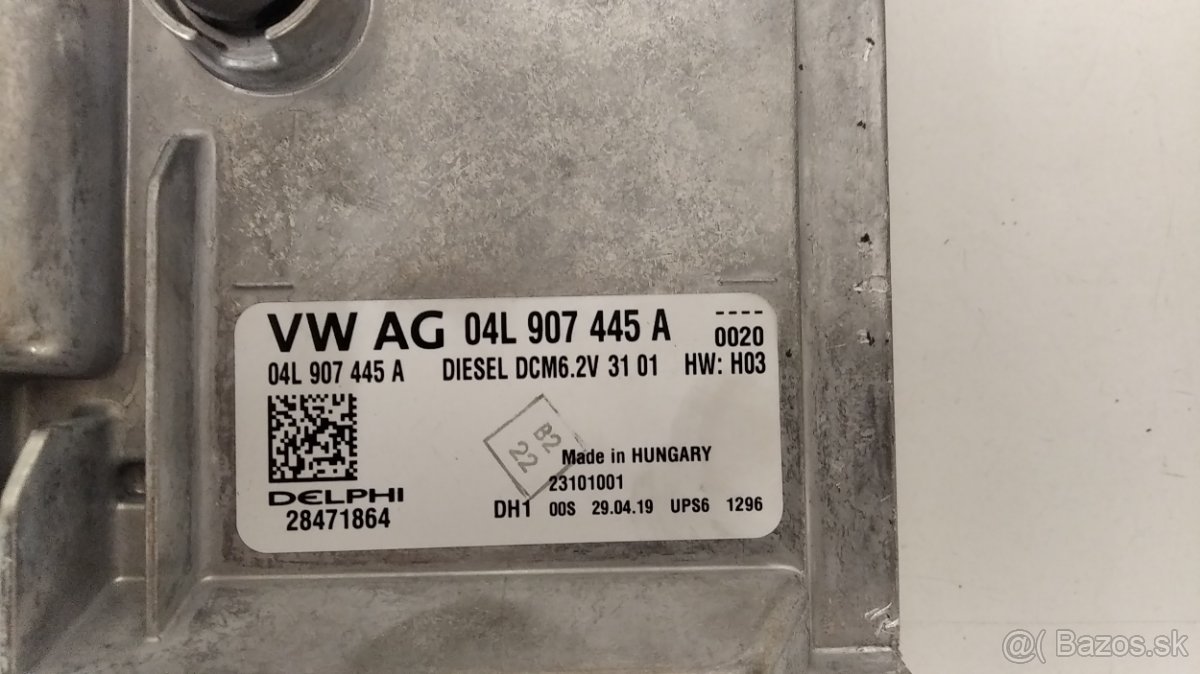 VW AG 04L 907 445 A ----
0020
04L 907 445 A DIESEL DCM6.2V 31 01 HW: H03
B2
22
Made in HUNGARY
23101001
DELPHI
28471864
DH1 00S 29.04.19 UPS6 1296
@( Bazos.sk